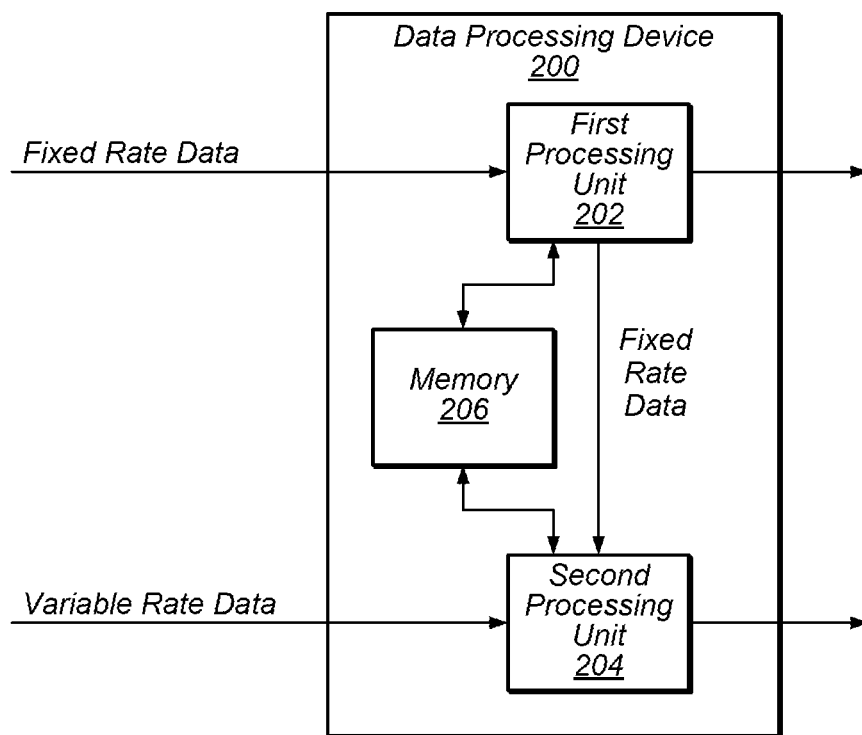 Data Processing Device
200
Fixed Rate Data
First
Processing
Unit
202
Memory
206
Fixed
Rate
Data
Variable Rate Data
Second
Processing
Unit
204